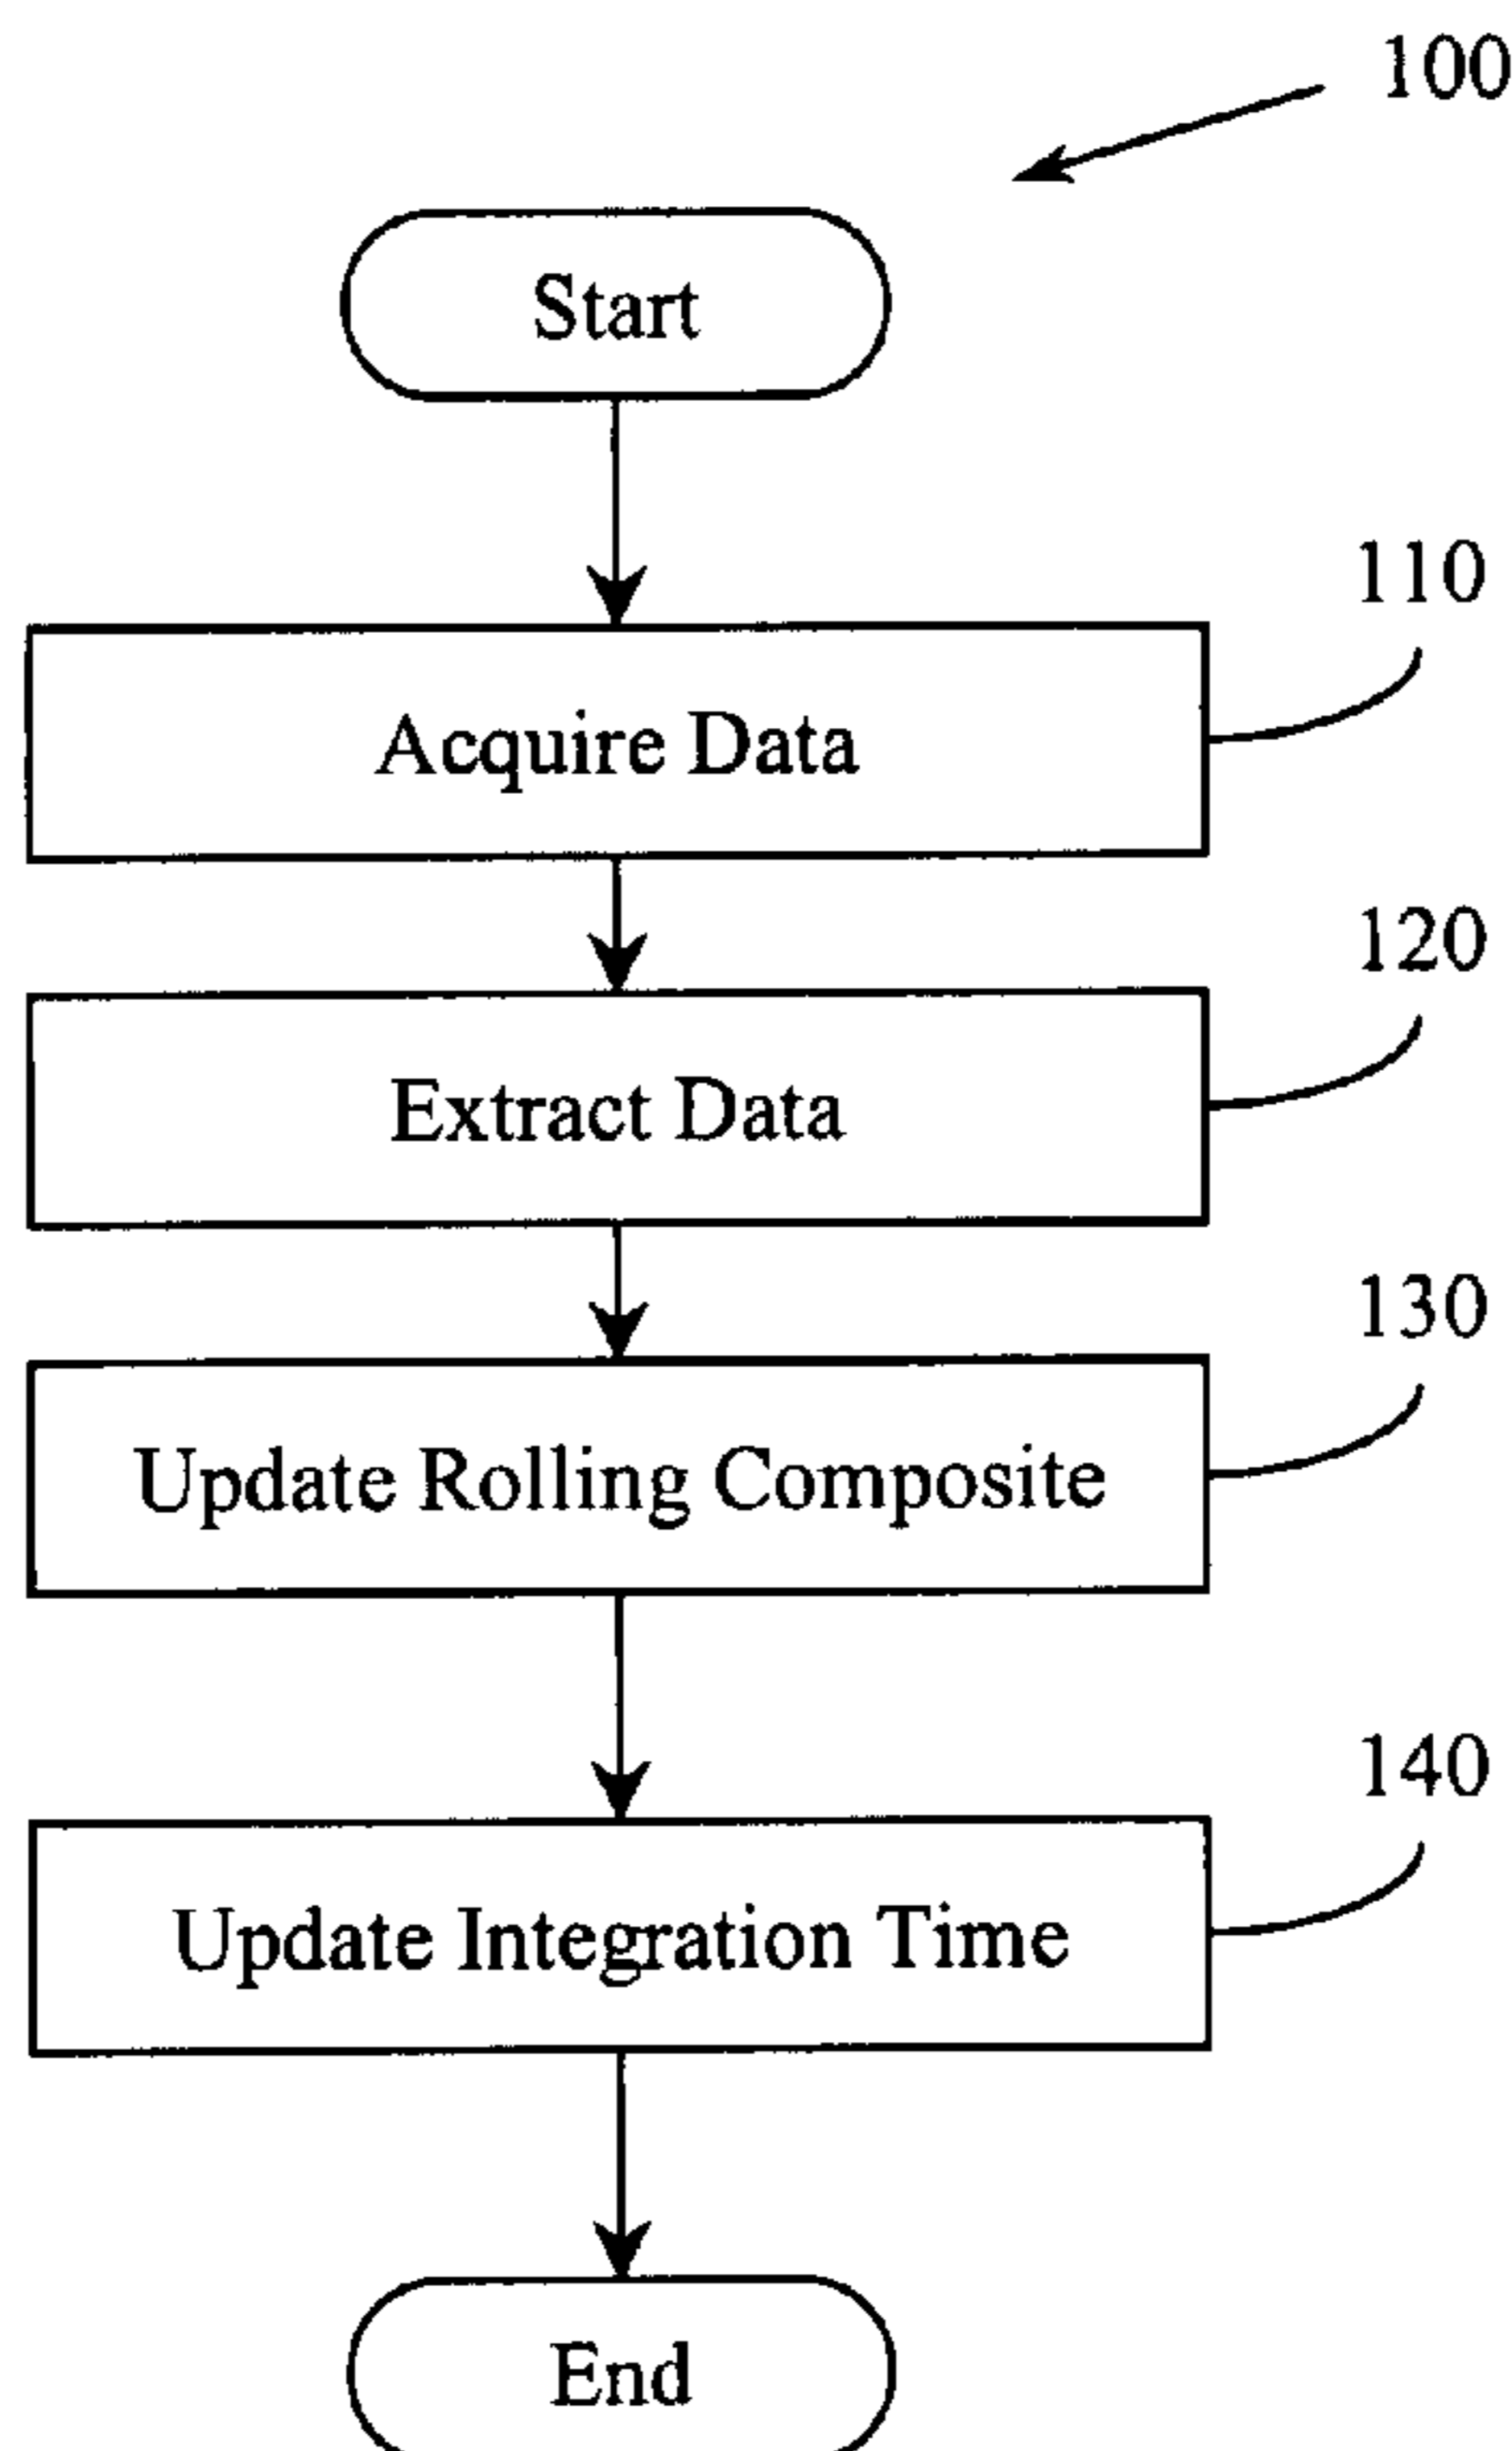 100
Start
110
Acquire Data
120
Extract Data
130
Update Rolling Composite
140
Update Integration Time
End